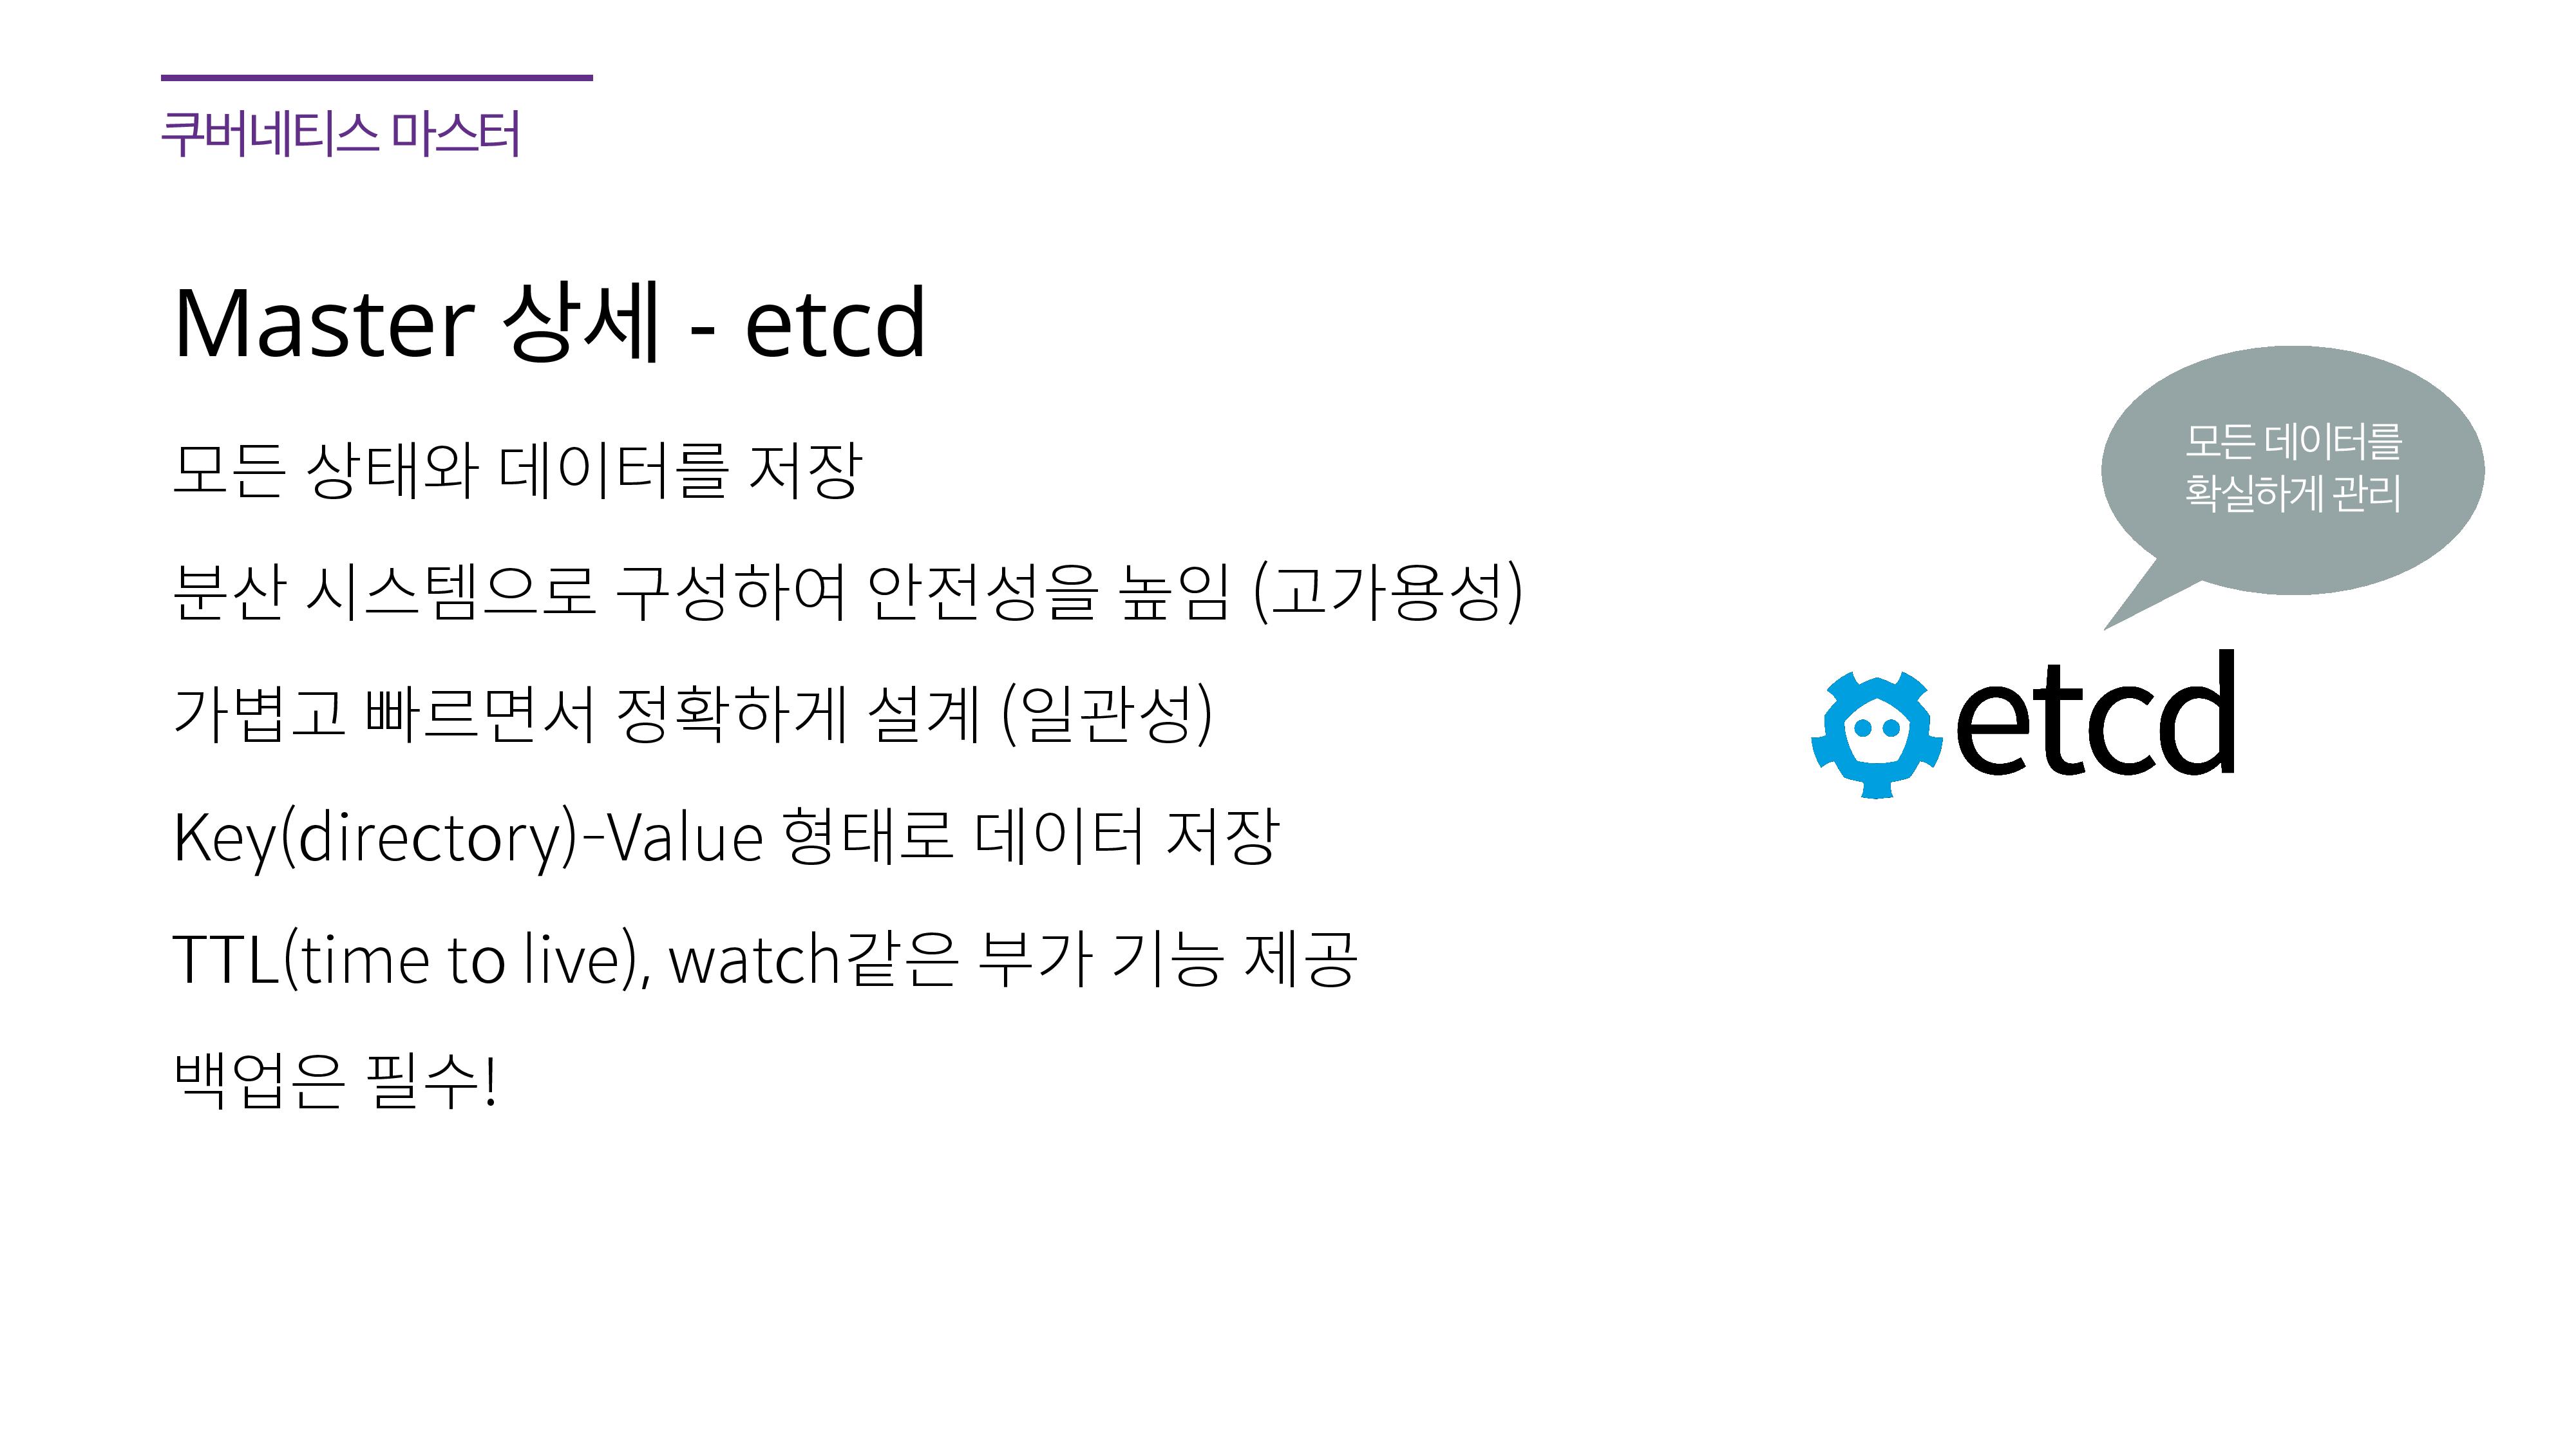 쿠버네티스 마스터
Master 상세 - etcd
모든 상태와 데이터를 저장
분산 시스템으로 구성하여 안전성을 높임 (고가용성)
가볍고 빠르면서 정확하게 설계 (일관성)
Key(directory)-Value 형태로 데이터 저장
TTL(time to live), watch같은 부가 기능 제공
백업은 필수!
모든 데이터를
확실하게 관리
etcd